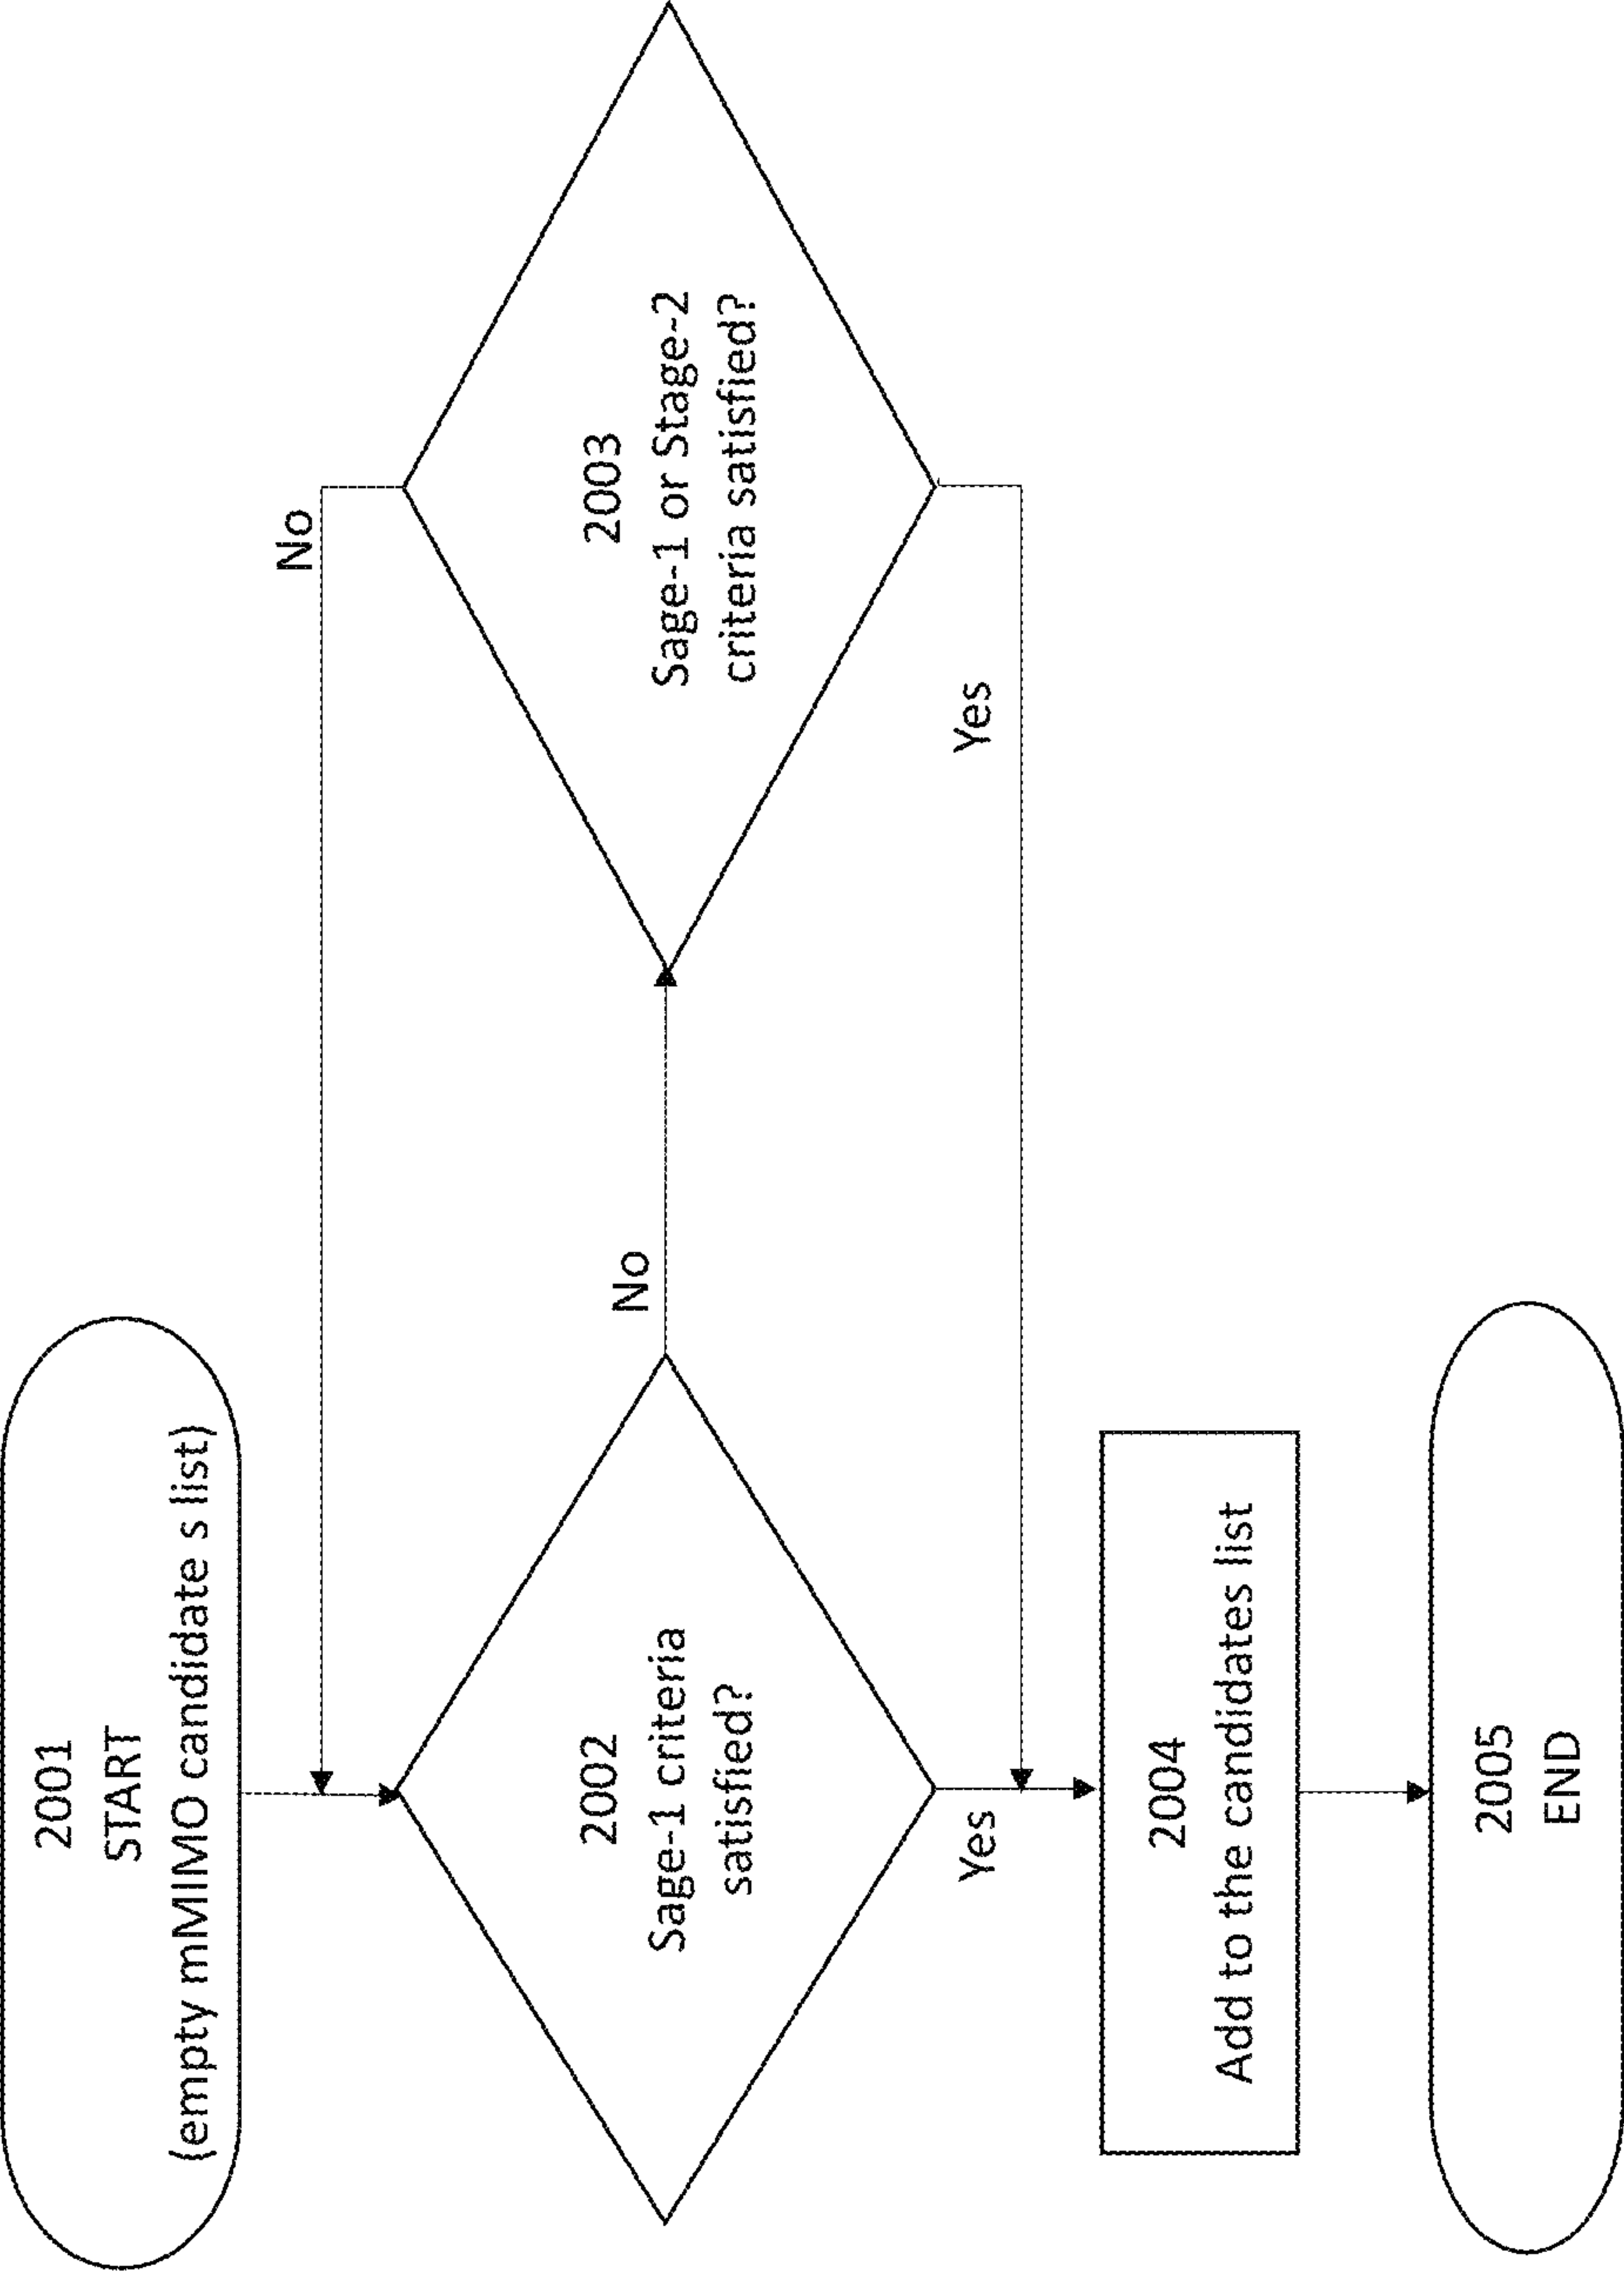 2001
START
(empty mMIMO candidate s list)
No
2002
Sage-1 criteria
satisfied?
No
2003
Sage-1 or Stage-2
criteria satisfied?
Yes
Yes
2004
Add to the candidates list
2005
END